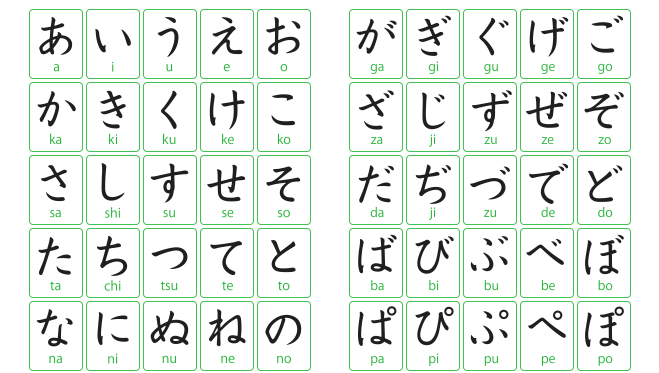 あ い う え お
a i u e o
か き く け こ
ka ki ku ke ko
さ し す せ そ
sa shi su se so
た ち つ て と
ta chi tsu te to
な に ぬ ね の
na ni nu ne no
が ぎ ぐ げ ご
ga gi gu ge go
ざ じ ず ぜ ぞ
za ji zu ze zo
だ ぢ づ で ど
da ji zu de do
ば び ぶ べ ぼ
ba bi bu be bo
ぱ ぴ ぷ ぺ ぽ
pa pi pu pe po